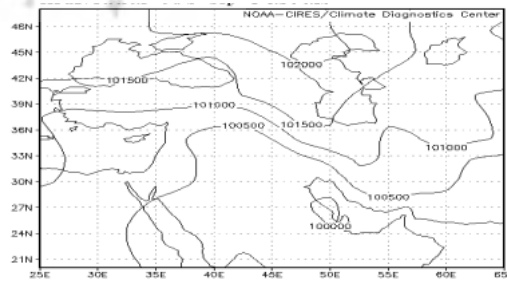 NOAA-CIRES/Climate Diagnostics Center
48N
45N
42N
39N
36N
33N
30N
27N
24N
21N
102000
101500
101000
101500
100500
101000
100500
100000
25E 30E 35E 40E 45E 50E 55E 60E 65